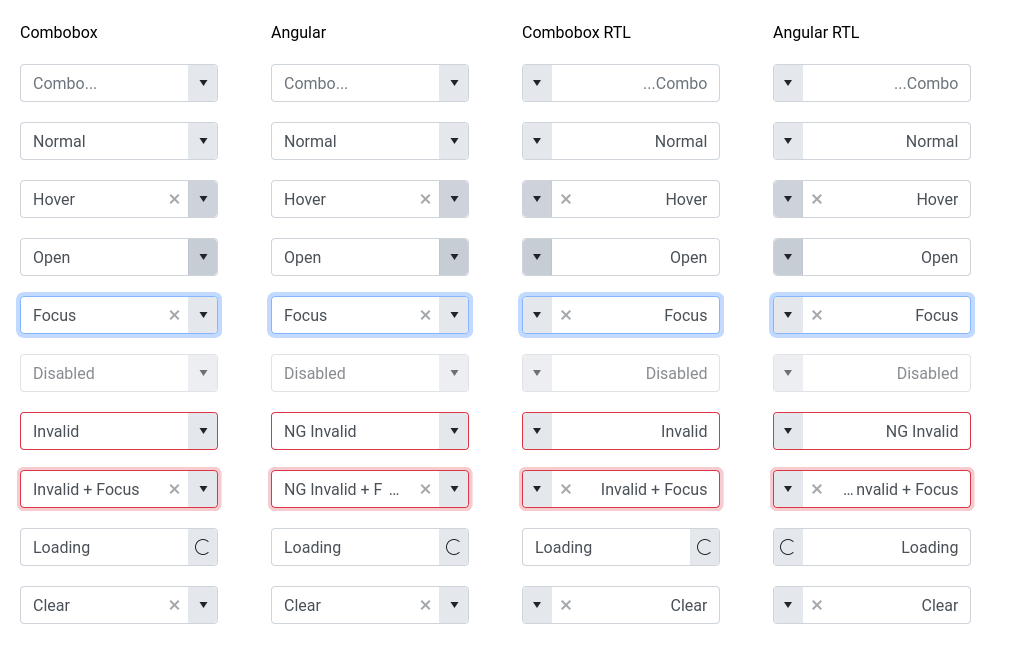 Combobox Angular Combobox RTL Angular RTL
Combo... Combo... ...Combo ...Combo
Normal Normal Normal Normal
Hover Hover Hover Hover
Open Open Open Open
Focus Focus Focus Focus
Disabled Disabled Disabled Disabled
Invalid NG Invalid Invalid NG Invalid
Invalid + Focus NG Invalid + F ... Invalid + Focus ... nvalid + Focus
Loading Loading Loading Loading
Clear Clear Clear Clear